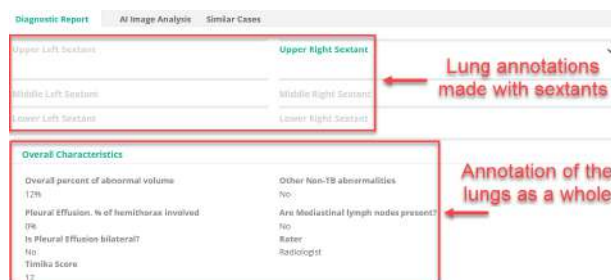 Diagnostic Report AI Image Analysis Similar Cases
Upper Left Sextant Upper Right Sextant
Middle Left Sextant Middle Right Sextant
Lower Left Sextant Lower Right Sextant
Lung annotations
made with sextants
Overall Characteristics
Overall percent of abnormal volume Other Non-TB abnormalities
12% No
Pleural Effusion. % of hemithorax involved Are Mediastinal lymph nodes present?
0% No
Is Pleural Effusion bilateral? Rater
No Radiologist
Timika Score
12
Annotation of the
lungs as a whole